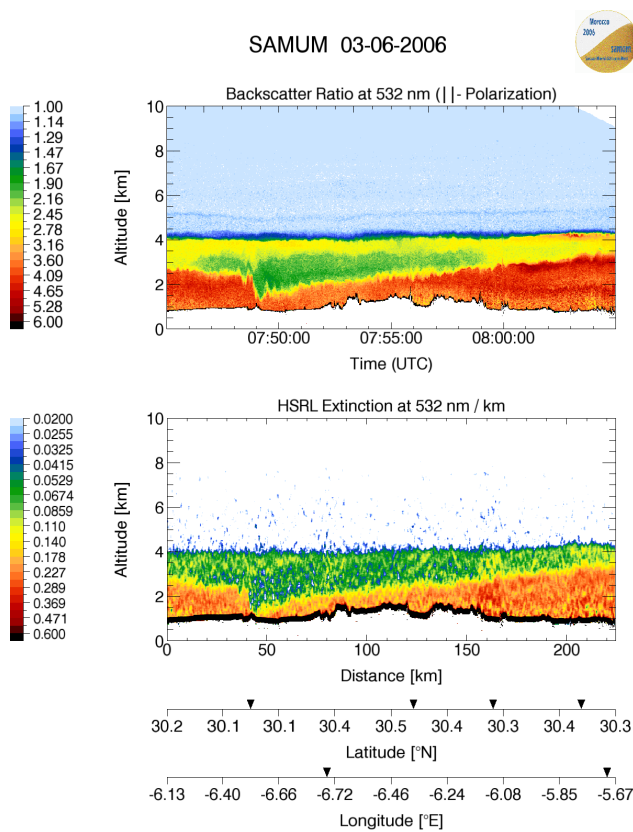 Morocco
2006
samum
SAMUM 03-06-2006
Backscatter Ratio at 532 nm (||- Polarization)
1.00
1.14
1.29
1.47
1.67
1.90
2.16
2.45
2.78
3.16
3.60
4.09
4.65
5.28
6.00
Altitude [km]
10
8
6
4
2
0
07:50:00 07:55:00 08:00:00
Time (UTC)
HSRL Extinction at 532 nm / km
0.0200
0.0255
0.0325
0.0415
0.0529
0.0674
0.0859
0.110
0.140
0.178
0.227
0.289
0.369
0.471
0.600
Altitude [km]
10
8
6
4
2
0
0 50 100 150 200
Distance [km]
30.2 30.1 30.1 30.4 30.5 30.4 30.3 30.4 30.3
Latitude [°N]
-6.13 -6.40 -6.66 -6.72 -6.46 -6.24 -6.08 -5.85 -5.67
Longitude [°E]